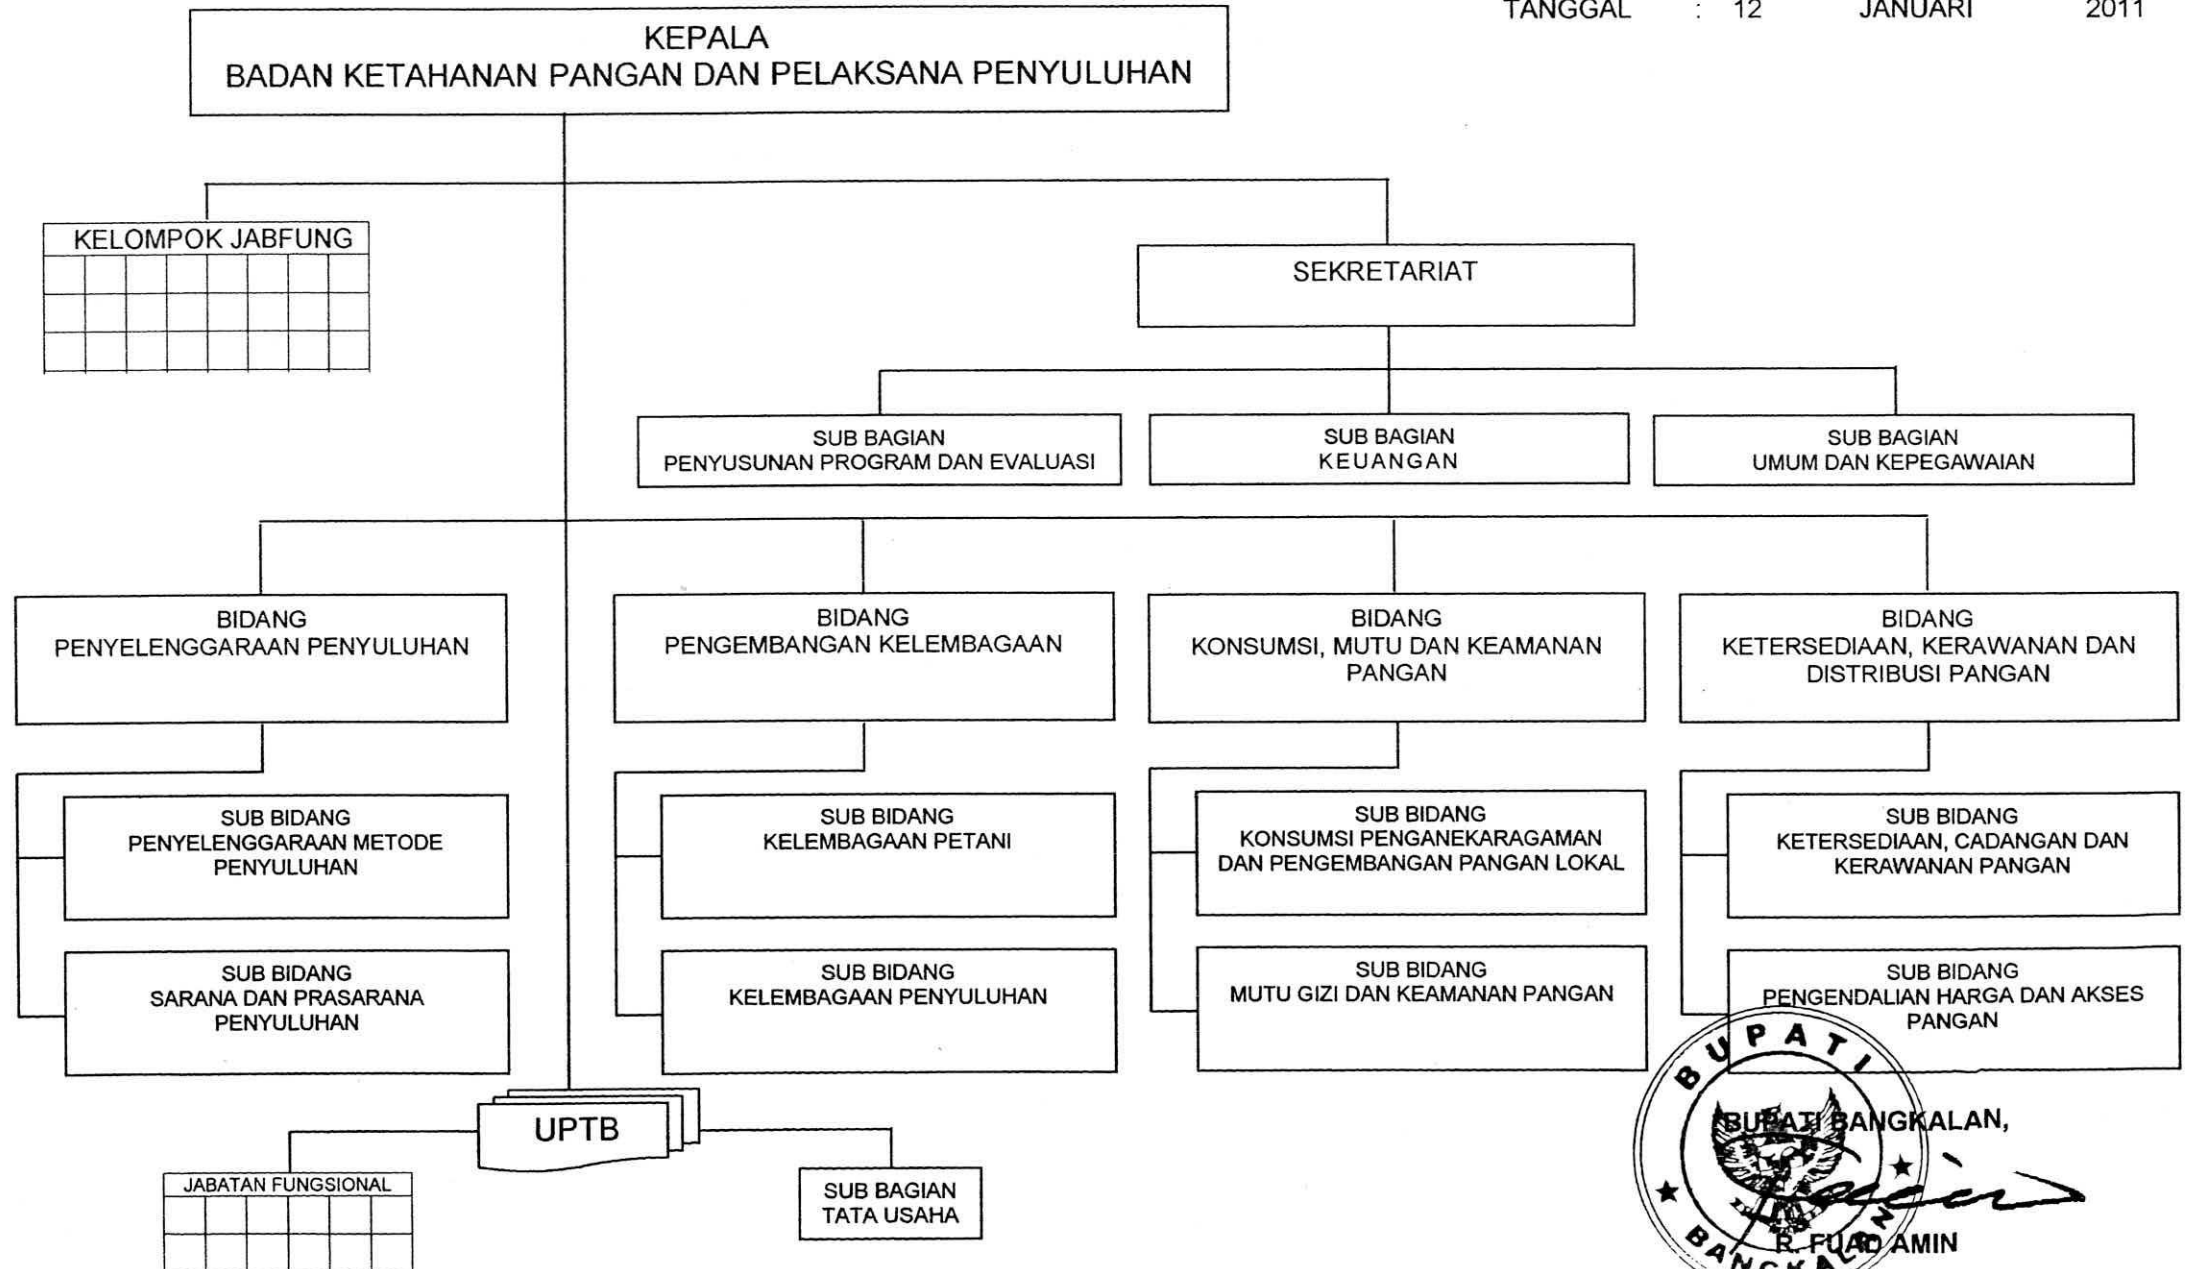 TANGGAL : 12 JANUARI 2011
KEPALA
BADAN KETAHANAN PANGAN DAN PELAKSANA PENYULUHAN
KELOMPOK JABFUNG
SEKRETARIAT
SUB BAGIAN
PENYUSUNAN PROGRAM DAN EVALUASI
SUB BAGIAN
KEUANGAN
SUB BAGIAN
UMUM DAN KEPEGAWAIAN
BIDANG
PENYELENGGARAAN PENYULUHAN
BIDANG
PENGEMBANGAN KELEMBAGAAN
BIDANG
KONSUMSI, MUTU DAN KEAMANAN
PANGAN
BIDANG
KETERSEDIAAN, KERAWANAN DAN
DISTRIBUSI PANGAN
SUB BIDANG
PENYELENGGARAAN METODE
PENYULUHAN
SUB BIDANG
KELEMBAGAAN PETANI
SUB BIDANG
KONSUMSI PENGANEKARAGAMAN
DAN PENGEMBANGAN PANGAN LOKAL
SUB BIDANG
KETERSEDIAAN, CADANGAN DAN
KERAWANAN PANGAN
SUB BIDANG
SARANA DAN PRASARANA
PENYULUHAN
SUB BIDANG
KELEMBAGAAN PENYULUHAN
SUB BIDANG
MUTU GIZI DAN KEAMANAN PANGAN
SUB BIDANG
PENGENDALIAN HARGA DAN AKSES
PANGAN
UPTB
JABATAN FUNGSIONAL
SUB BAGIAN
TATA USAHA
BUPATI
BUPATI BANGKALAN,
R. FUAD AMIN
BANGKALAN